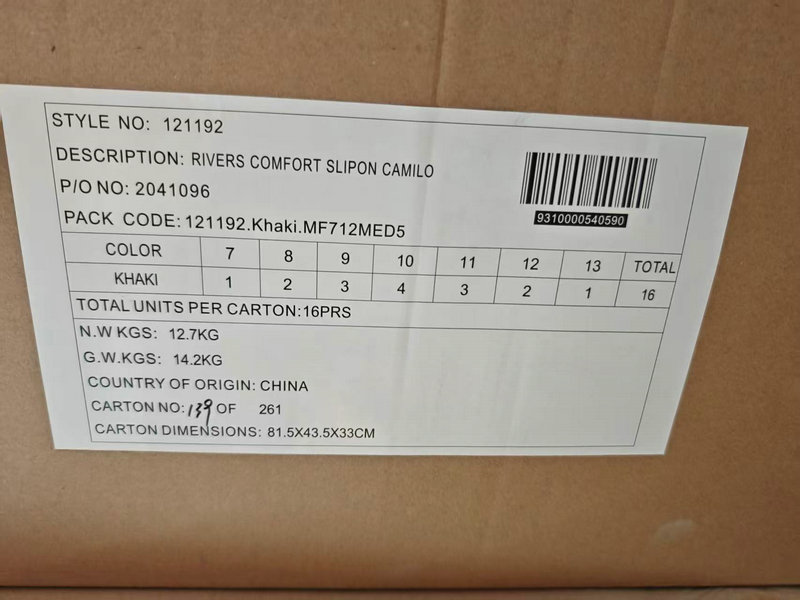 STYLE NO: 121192
DESCRIPTION: RIVERS COMFORT SLIPON CAMILO
P/O NO: 2041096
9310000540590
PACK CODE: 121192.Khaki.MF712MED5
COLOR 7 8 9 10 11 12 13 TOTAL
KHAKI 1 2 3 4 3 2 1 16
TOTAL UNITS PER CARTON:16PRS
N.W KGS: 12.7KG
G.W.KGS: 14.2KG
COUNTRY OF ORIGIN: CHINA
CARTON NO: 139 OF 261
CARTON DIMENSIONS: 81.5X43.5X33CM